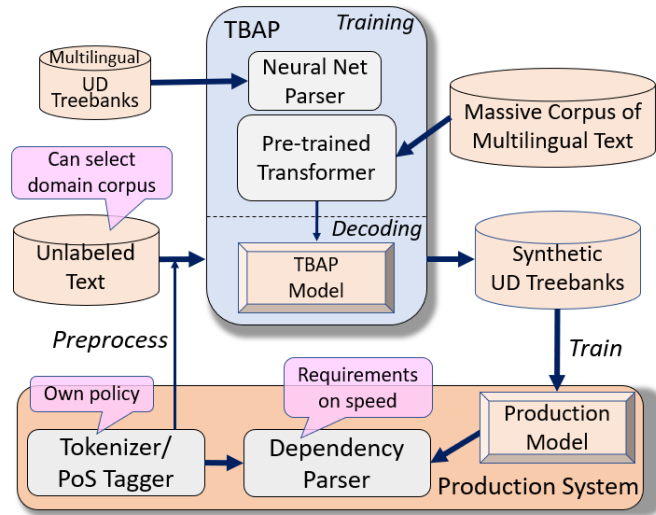 TBAP
Training
Multilingual
UD
Treebanks
Neural Net
Parser
Massive Corpus of
Multilingual Text
Pre-trained
Transformer
Can select
domain corpus
Decoding
Unlabeled
Text
TBAP
Model
Synthetic
UD Treebanks
Preprocess
Train
Own policy
Requirements
on speed
Tokenizer/
PoS Tagger
Dependency
Parser
Production
Model
Production System